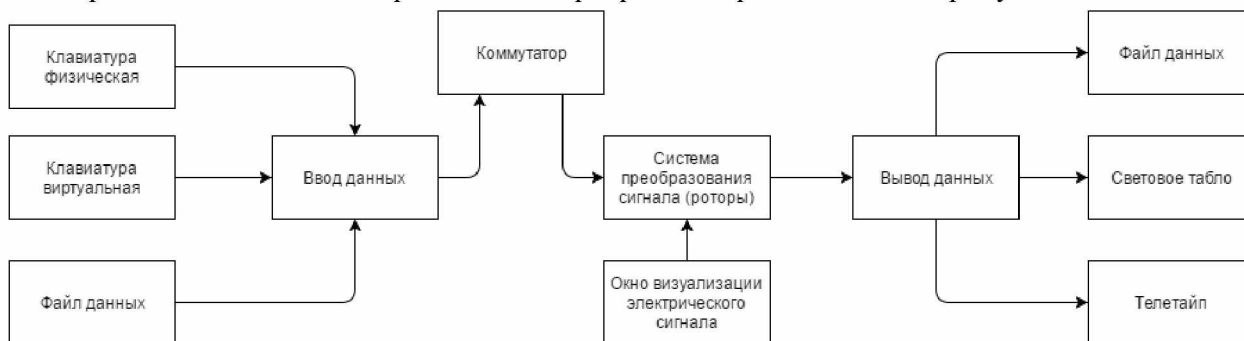 Клавиатура
физическая
Коммутатор
Файл данных
Клавиатура
виртуальная
Ввод данных
Система
преобразования
сигнала (роторы)
Вывод данных
Световое табло
Файл данных
Окно визуализации
электрического
сигнала
Телетайп